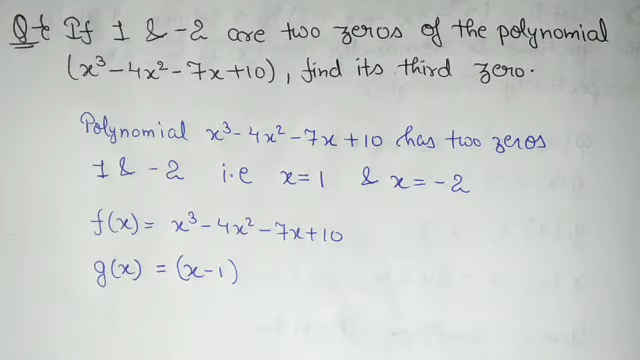 Q:- If 1 & -2 are two zeros of the polynomial
(x³-4x²-7x+10), find its third zero.
Polynomial x³-4x²-7x+10 has two zeros
1 & -2 i.e x=1 & x=-2
f(x) = x³-4x²-7x+10
g(x) = (x-1)